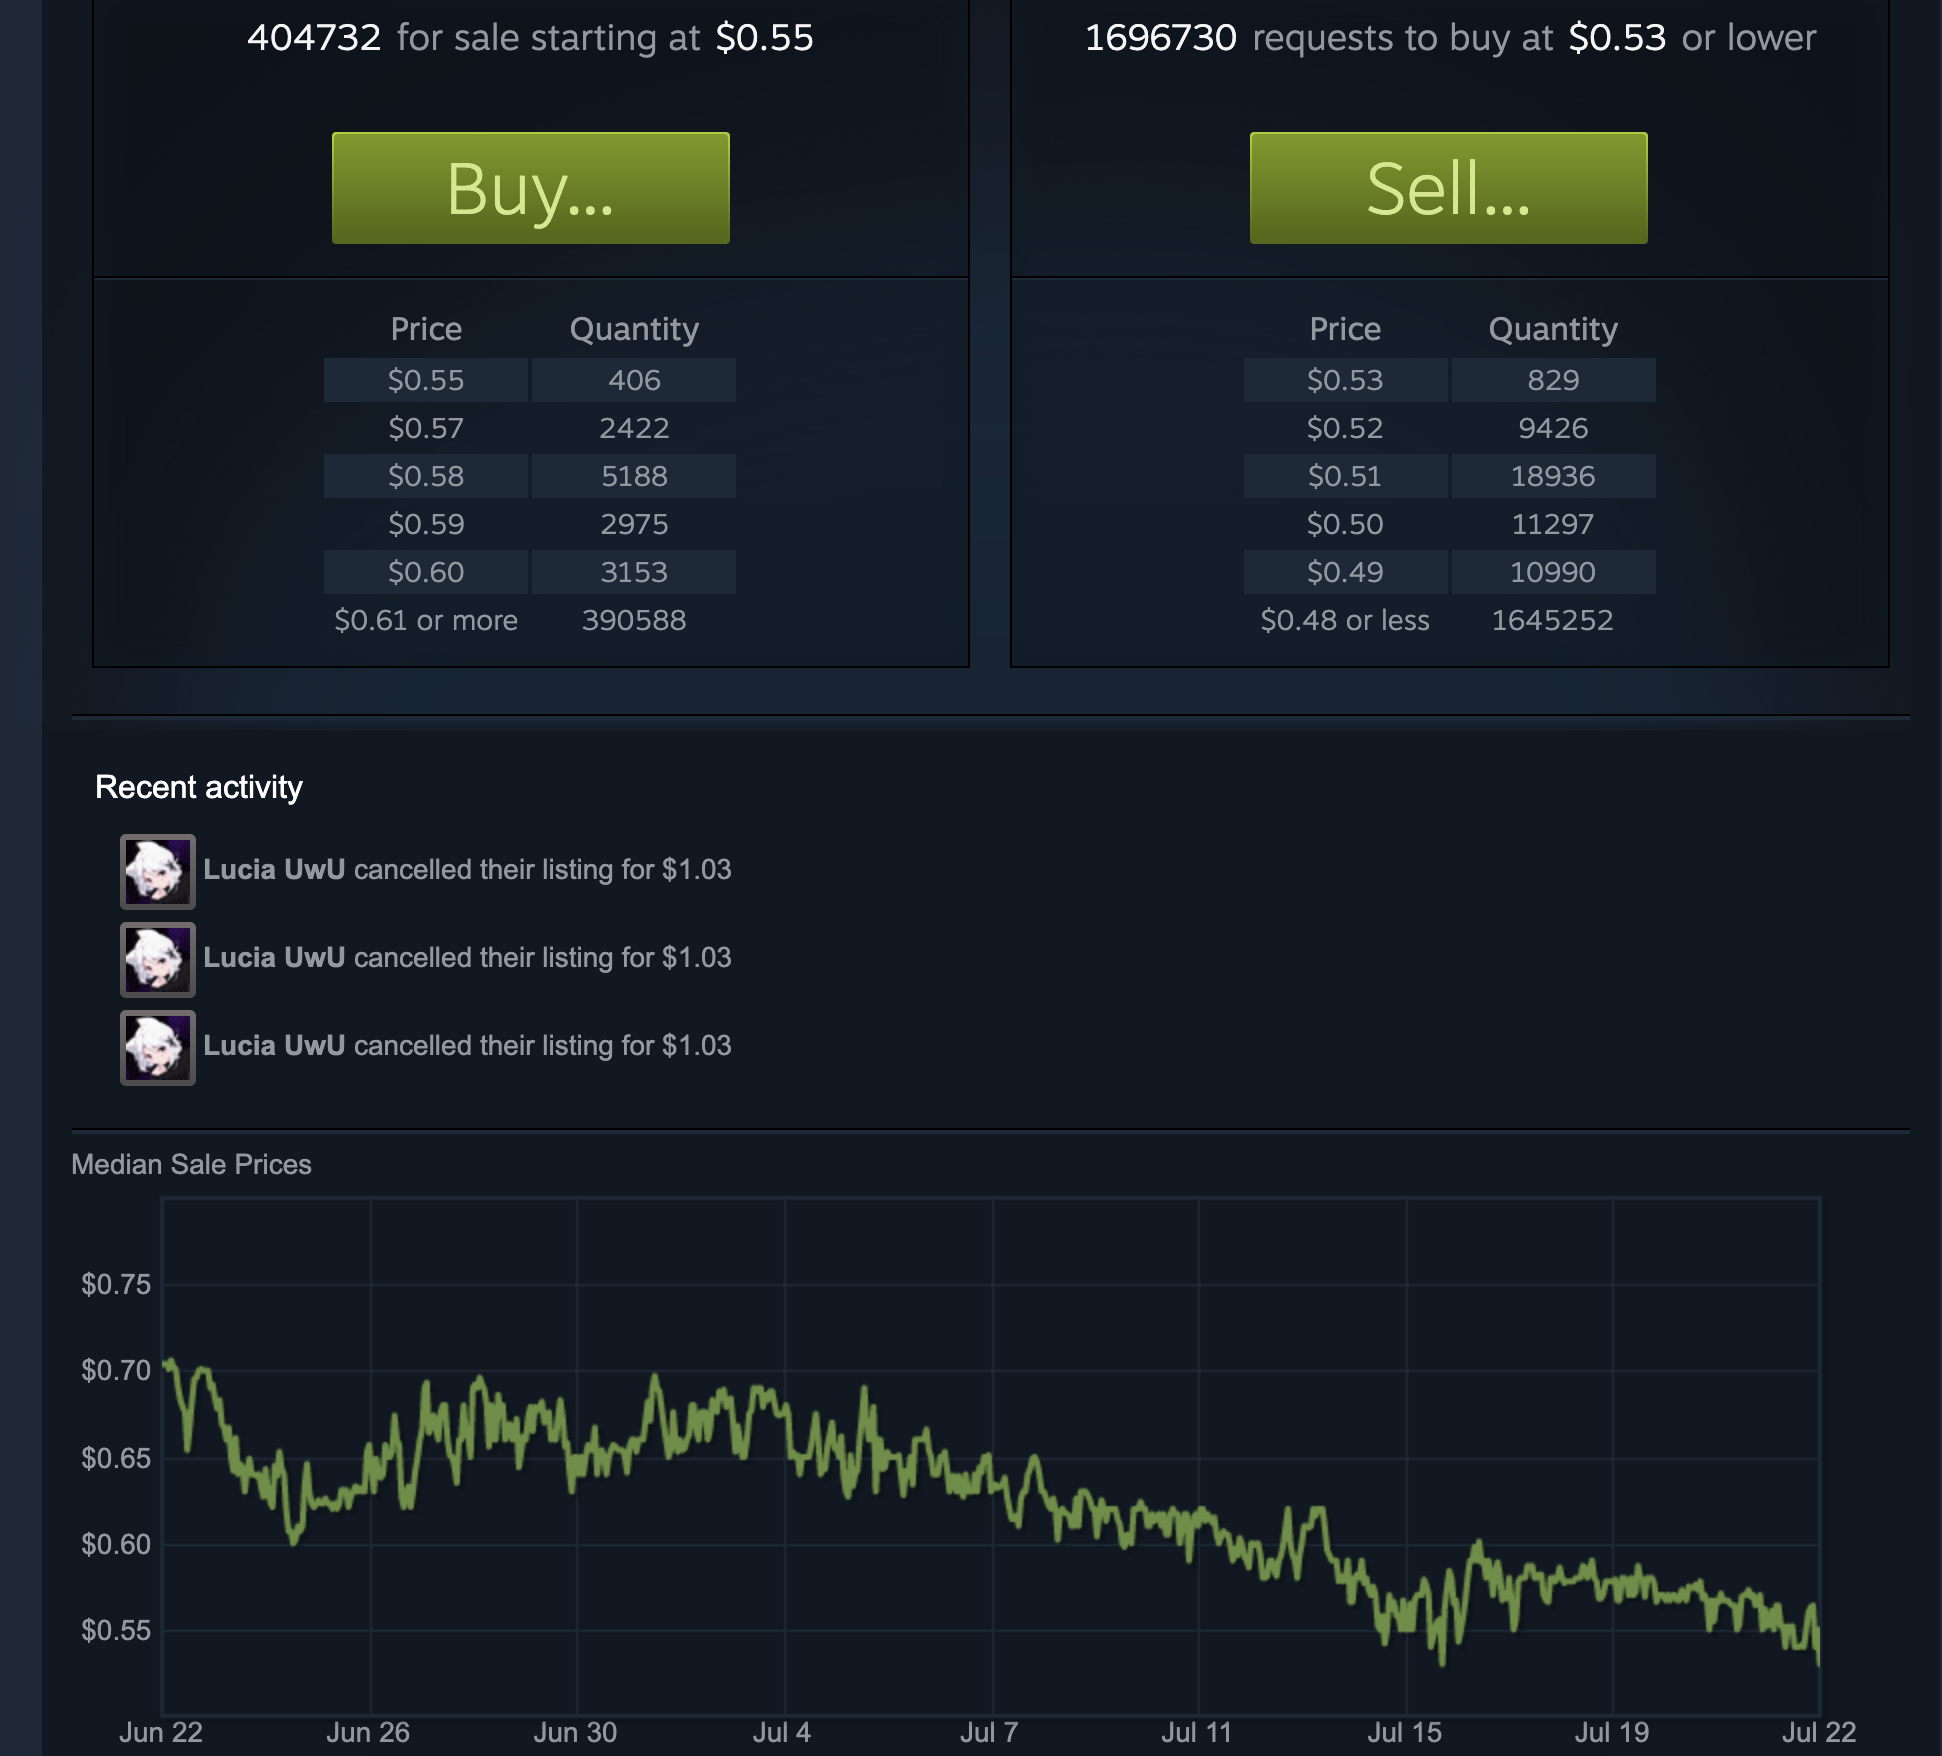 404732 for sale starting at $0.55
1696730 requests to buy at $0.53 or lower
Buy...
Sell...
Price Quantity
$0.55 406
$0.57 2422
$0.58 5188
$0.59 2975
$0.60 3153
$0.61 or more 390588
Price Quantity
$0.53 829
$0.52 9426
$0.51 18936
$0.50 11297
$0.49 10990
$0.48 or less 1645252
Recent activity
Lucia UwU cancelled their listing for $1.03
Lucia UwU cancelled their listing for $1.03
Lucia UwU cancelled their listing for $1.03
Median Sale Prices
$0.75
$0.70
$0.65
$0.60
$0.55
Jun 22 Jun 26 Jun 30 Jul 4 Jul 7 Jul 11 Jul 15 Jul 19 Jul 22